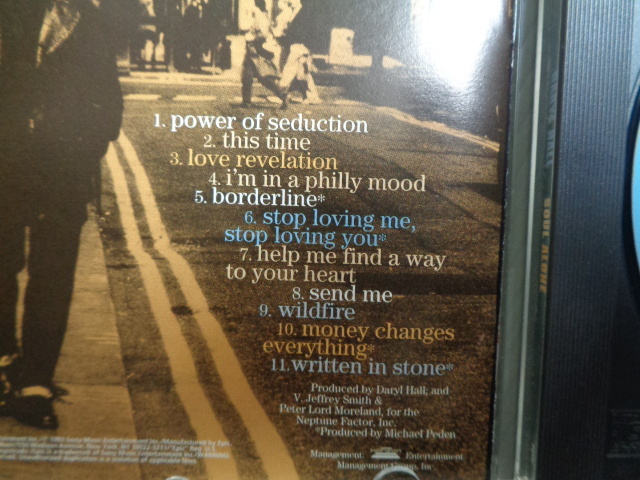 1. power of seduction
2. this time
3. love revelation
4. i'm in a philly mood
5. borderline*
6. stop loving me,
stop loving you*
7. help me find a way
to your heart
8. send me
9. wildfire
10. money changes
everything*
11. written in stone*
Produced by Daryl Hall; and
V. Jeffrey Smith &
Peter Lord Moreland, for the
Neptune Factor, Inc.
*Produced by Michael Peden
Management: Entertainment
Management Group, Inc.